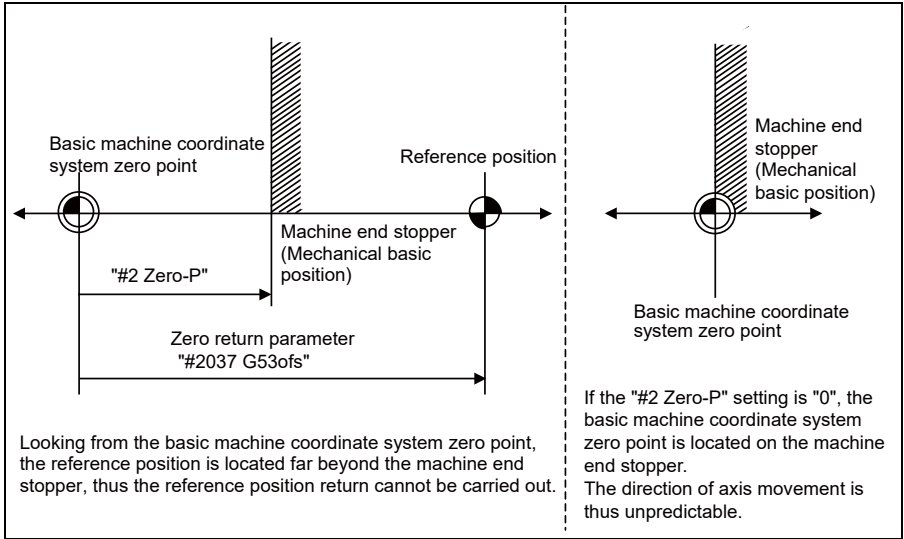 Basic machine coordinate
system zero point
Reference position
Machine end stopper
(Mechanical basic
position)
"#2 Zero-P"
Zero return parameter
"#2037 G53ofs"
Looking from the basic machine coordinate system zero point,
the reference position is located far beyond the machine end
stopper, thus the reference position return cannot be carried out.
Machine end
stopper
(Mechanical
basic position)
Basic machine coordinate
system zero point
If the "#2 Zero-P" setting is "0", the
basic machine coordinate system
zero point is located on the machine
end stopper.
The direction of axis movement is
thus unpredictable.